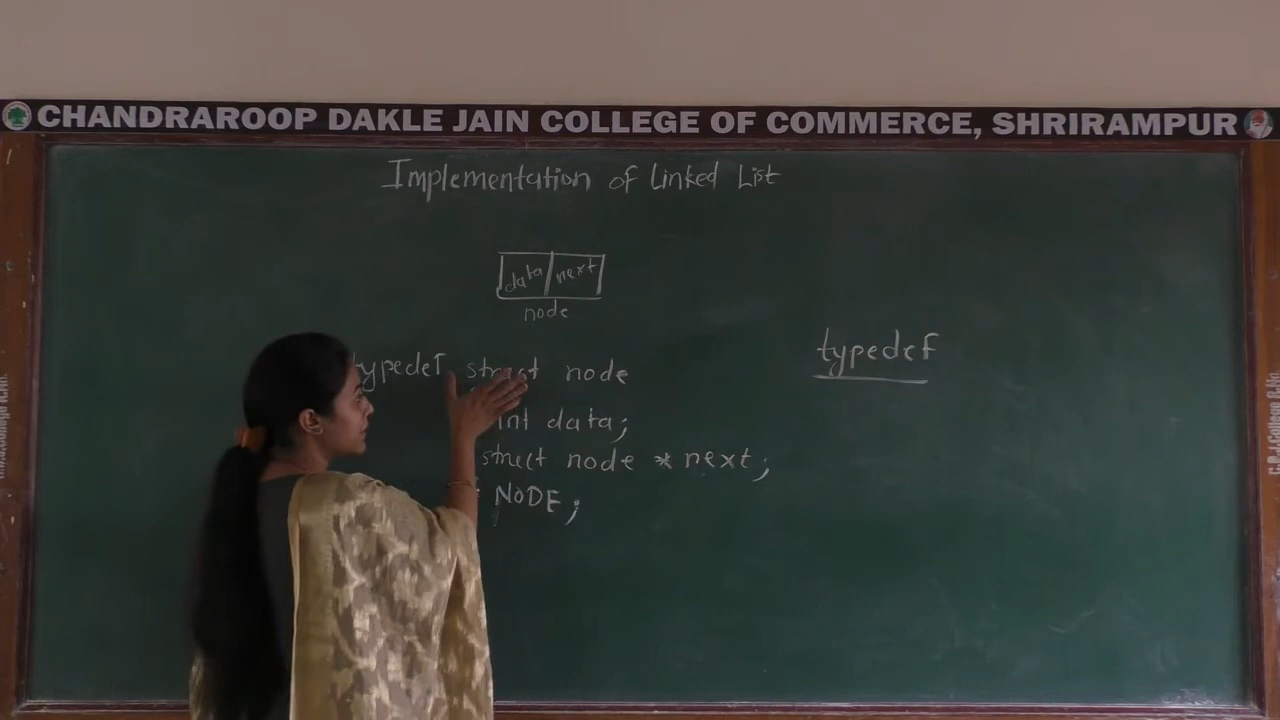 CHANDRAROOP DAKLE JAIN COLLEGE OF COMMERCE, SHRIRAMPUR
Implementation of Linked List
data next
node
typedef struct node
int data;
struct node * next;
NODE;
typedef